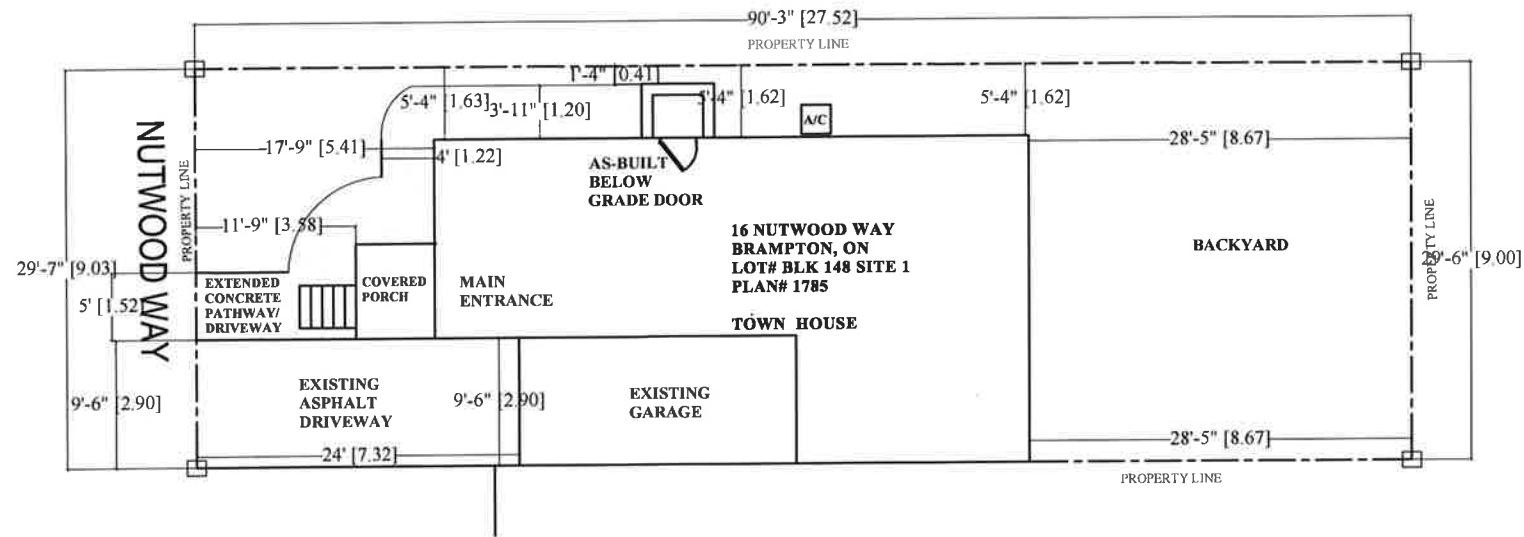 90'-3" [27.52]
PROPERTY LINE
1'-4" [0.41]
5'-4" [1.63]
3'-11" [1.20]
5'-4" [1.62]
A/C
5'-4" [1.62]
NUTWOOD WAY
PROPERTY LINE
17'-9" [5.41]
4' [1.22]
28'-5" [8.67]
AS-BUILT
BELOW
GRADE DOOR
11'-9" [3.58]
16 NUTWOOD WAY
BRAMPTON, ON
LOT# BLK 148 SITE 1
PLAN# 1785
TOWN HOUSE
BACKYARD
PROPERTY LINE
29'-6" [9.00]
29'-7" [9.03]
5' [1.52]
EXTENDED
CONCRETE
PATHWAY/
DRIVEWAY
COVERED
PORCH
MAIN
ENTRANCE
9'-6" [2.90]
EXISTING
ASPHALT
DRIVEWAY
9'-6" [2.90]
EXISTING
GARAGE
24' [7.32]
28'-5" [8.67]
PROPERTY LINE